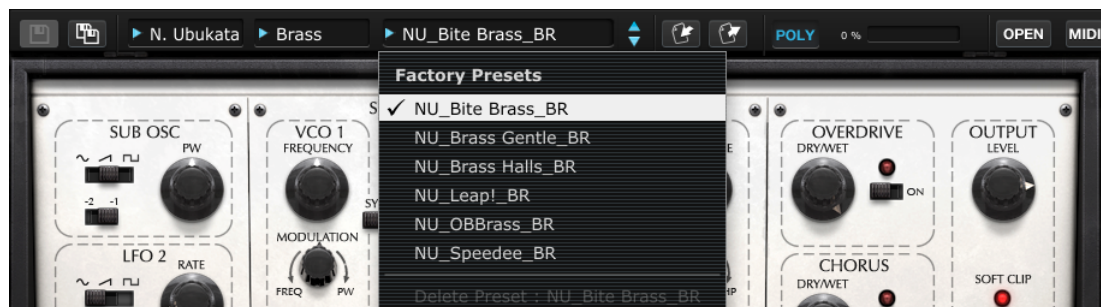 N. Ubukata Brass NU_Bite Brass_BR POLY 0 % OPEN MIDI
Factory Presets
NU_Bite Brass_BR
NU_Brass Gentle_BR
NU_Brass Halls_BR
NU_Leap!_BR
NU_OBBrass_BR
NU_Speedee_BR
Delete Preset : NU_Bite Brass_BR
SUB OSC
PW
-2 -1
LFO 2
RATE
VCO 1
FREQUENCY
SY
MODULATION
FREQ PW
OVERDRIVE
DRY/WET
ON
CHORUS
DRY/WET
OUTPUT
LEVEL
SOFT CLIP